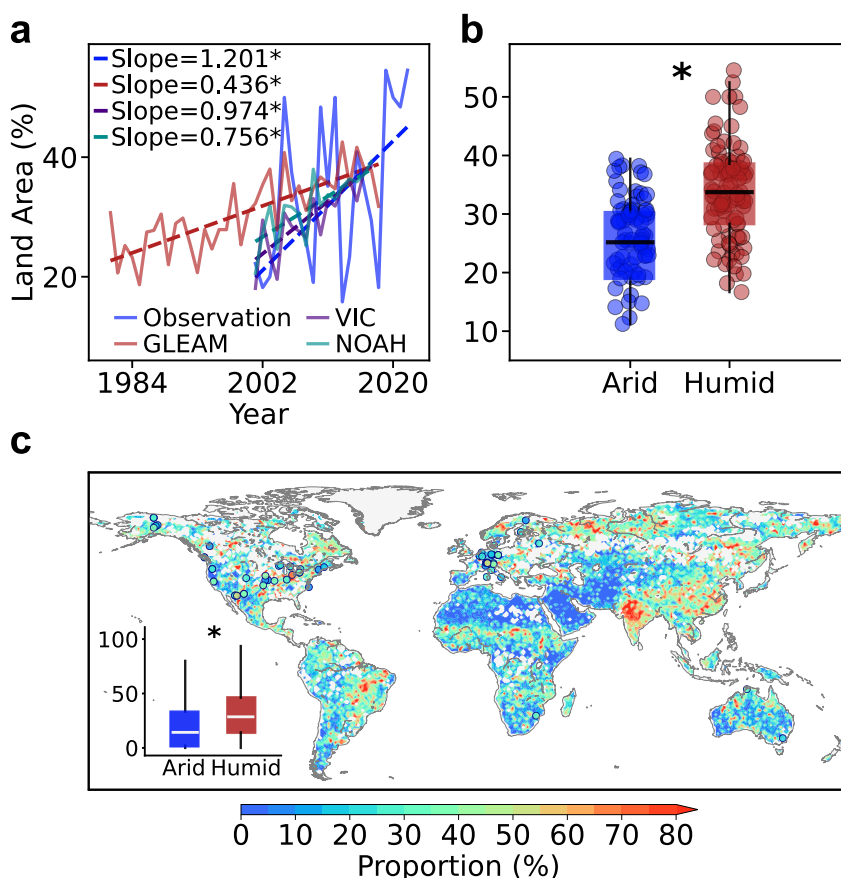 a
Slope=1.201*
Slope=0.436*
Slope=0.974*
Slope=0.756*
40
20
Land Area (%)
Observation
VIC
GLEAM
NOAH
1984
2002
2020
Year
b
*
50
40
30
20
10
Arid
Humid
c
100
50
0
*
Arid
Humid
0 10 20 30 40 50 60 70 80
Proportion (%)